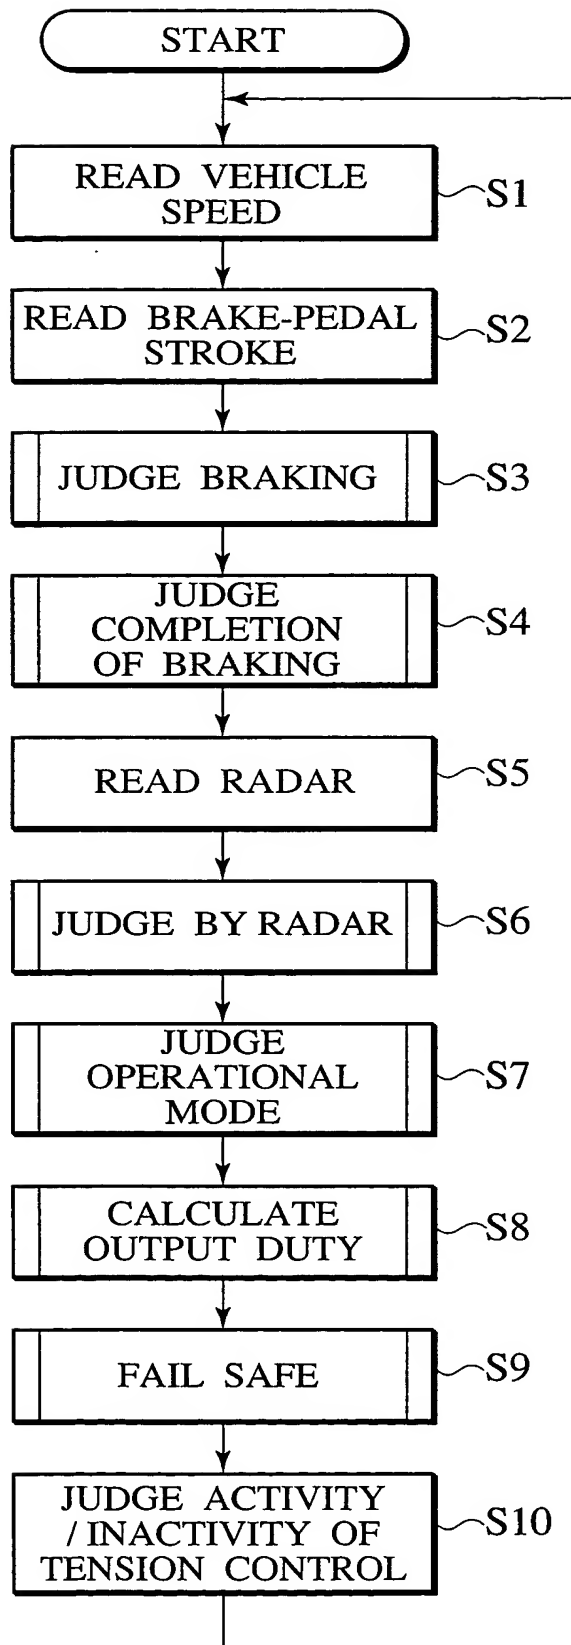 START
READ VEHICLE
SPEED
S1
READ BRAKE-PEDAL
STROKE
S2
JUDGE BRAKING
S3
JUDGE
COMPLETION
OF BRAKING
S4
READ RADAR
S5
JUDGE BY RADAR
S6
JUDGE
OPERATIONAL
MODE
S7
CALCULATE
OUTPUT DUTY
S8
FAIL SAFE
S9
JUDGE ACTIVITY
/ INACTIVITY OF
TENSION CONTROL
S10